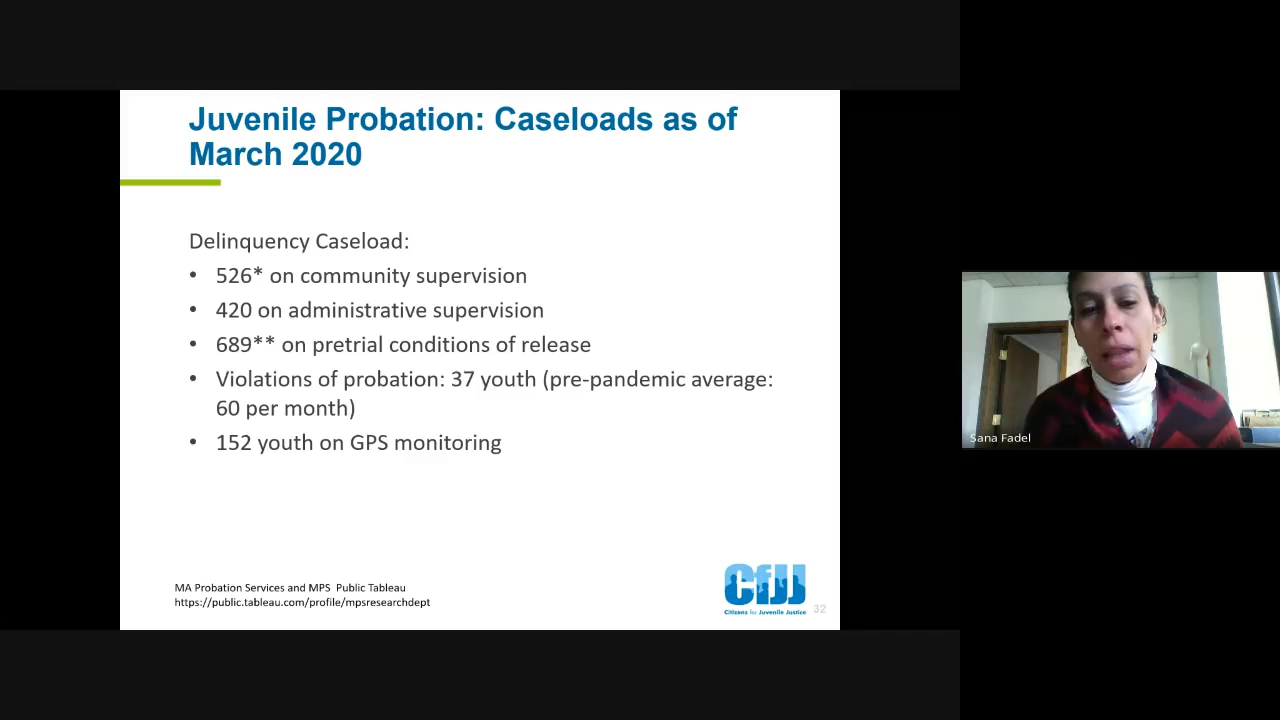 Juvenile Probation: Caseloads as of
March 2020
Delinquency Caseload:
• 526* on community supervision
• 420 on administrative supervision
• 689** on pretrial conditions of release
• Violations of probation: 37 youth (pre-pandemic average:
60 per month)
• 152 youth on GPS monitoring
MA Probation Services and MPS Public Tableau
https://public.tableau.com/profile/mpsresearchdept
CfJJ
Citizens for Juvenile Justice
32
Sana Fadel